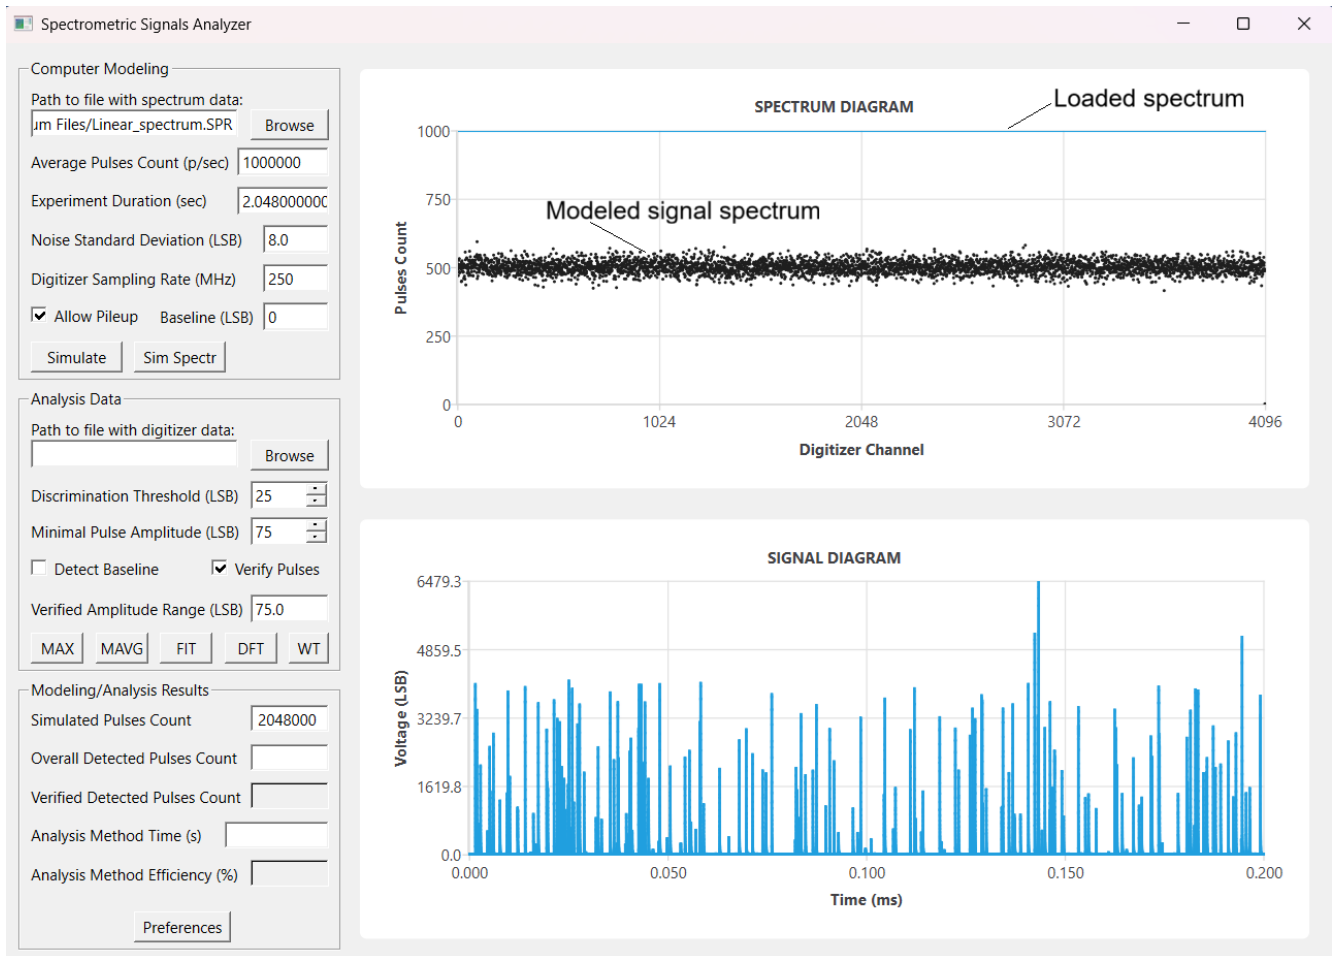 Spectrometric Signals Analyzer
Computer Modeling
Path to file with spectrum data:
um Files/Linear_spectrum.SPR
Browse
Average Pulses Count (p/sec) 1000000
Experiment Duration (sec) 2.048000000
Noise Standard Deviation (LSB) 8.0
Digitizer Sampling Rate (MHz) 250
Allow Pileup Baseline (LSB) 0
Simulate Sim Spectr
Analysis Data
Path to file with digitizer data:
Browse
Discrimination Threshold (LSB) 25
Minimal Pulse Amplitude (LSB) 75
Detect Baseline Verify Pulses
Verified Amplitude Range (LSB) 75.0
MAX MAVG FIT DFT WT
Modeling/Analysis Results
Simulated Pulses Count 2048000
Overall Detected Pulses Count
Verified Detected Pulses Count
Analysis Method Time (s)
Analysis Method Efficiency (%)
Preferences
SPECTRUM DIAGRAM
Loaded spectrum
Modeled signal spectrum
Pulses Count
1000
750
500
250
0
0 1024 2048 3072 4096
Digitizer Channel
SIGNAL DIAGRAM
Voltage (LSB)
6479.3
4859.5
3239.7
1619.8
0.0
0.000 0.050 0.100 0.150 0.200
Time (ms)